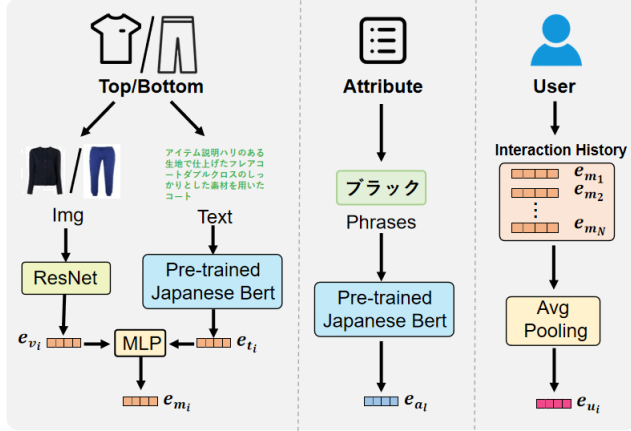 Top/Bottom
アイテム説明ハリのある
生地で仕上げたフレアコ
ートダブルクロスのしっ
かりとした素材を用いた
コート
Img
Text
ResNet
Pre-trained
Japanese Bert
e_{v_i}
MLP
e_{t_i}
e_{m_i}
Attribute
ブラック
Phrases
Pre-trained
Japanese Bert
e_{a_l}
User
Interaction History
e_{m_1}
e_{m_2}
⋮
e_{m_N}
Avg
Pooling
e_{u_i}